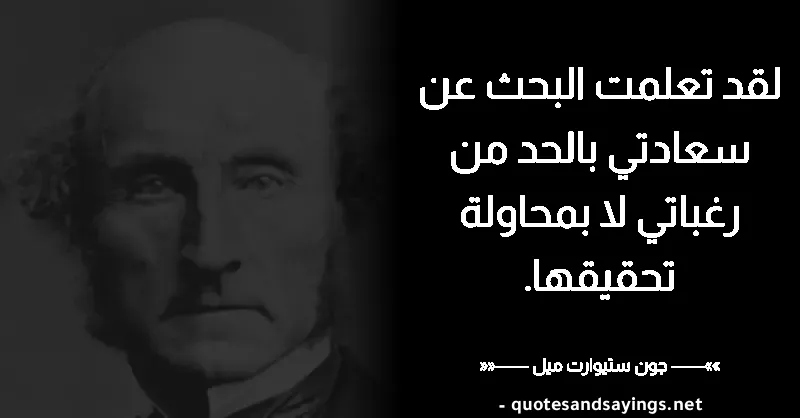 لقد تعلمت البحث عن
سعادتي بالحد من
رغباتي لا بمحاولة
تحقيقها.
»»—— جون ستيوارت ميل ——««
- quotesandsayings.net